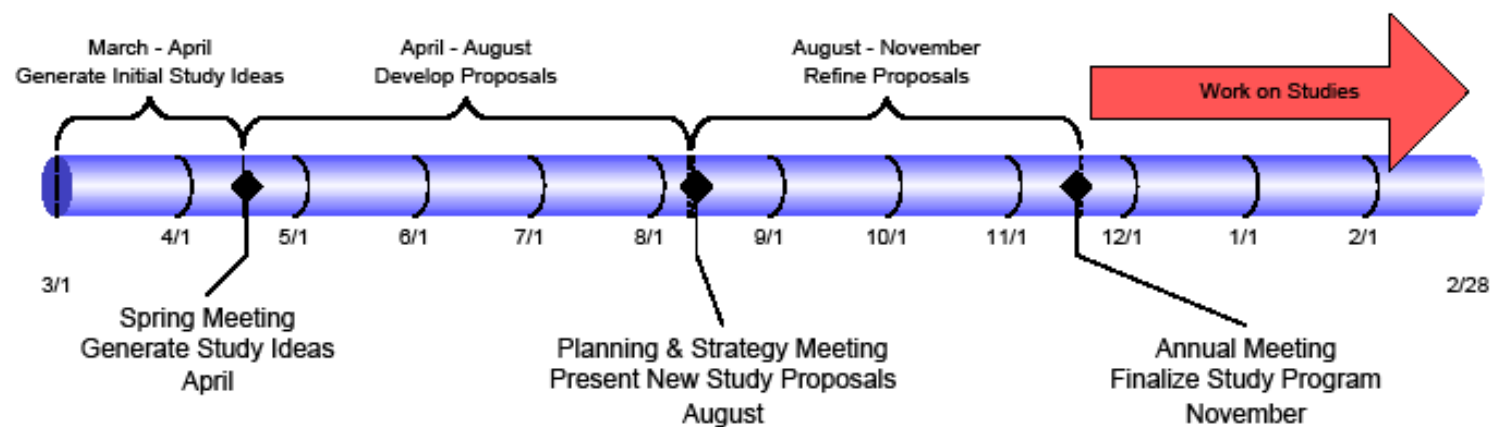 March - April
Generate Initial Study Ideas
April - August
Develop Proposals
August - November
Refine Proposals
Work on Studies
4/1
5/1
6/1
7/1
8/1
9/1
10/1
11/1
12/1
1/1
2/1
3/1
2/28
Spring Meeting
Generate Study Ideas
April
Planning & Strategy Meeting
Present New Study Proposals
August
Annual Meeting
Finalize Study Program
November